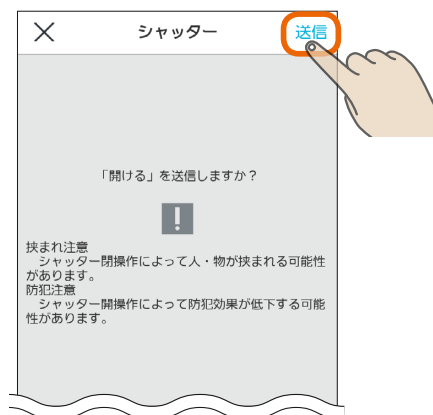 シャッター 送信
「開ける」を送信しますか？
挟まれ注意
シャッター閉操作によって人・物が挟まれる可能性
があります。
防犯注意
シャッター開操作によって防犯効果が低下する可能
性があります。